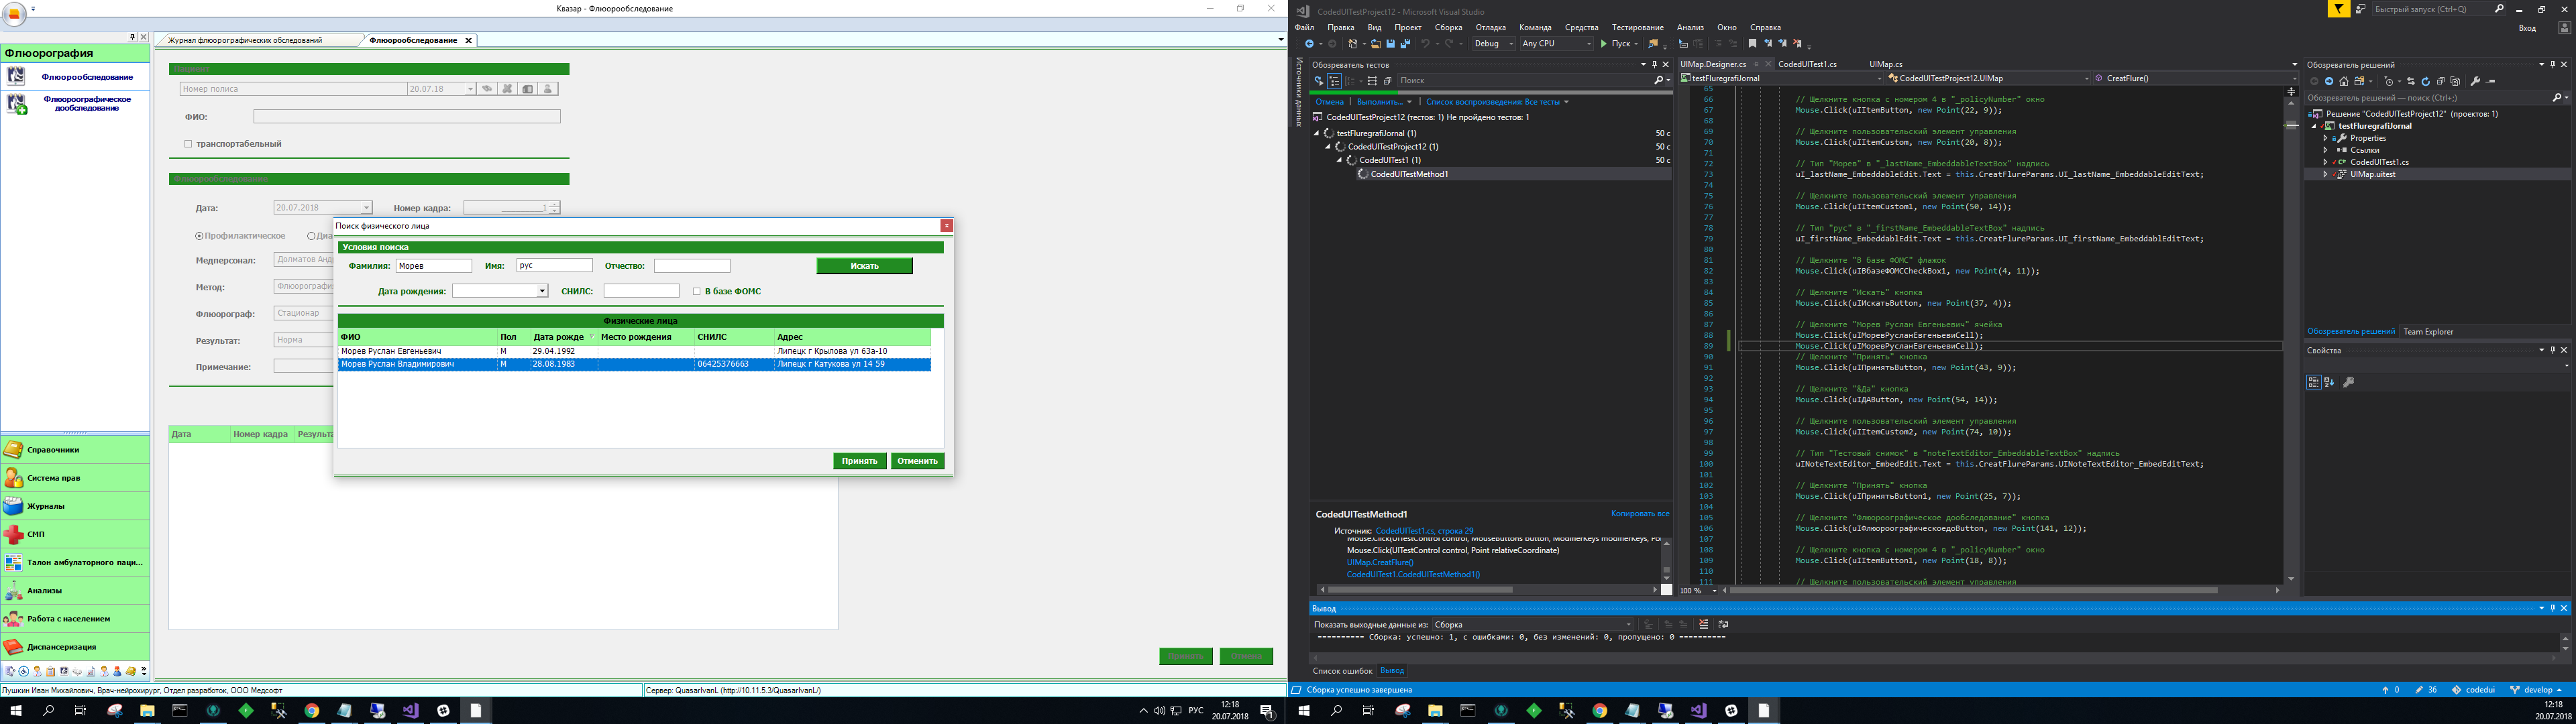 Квазар - Флюорообследование
Флюорография
Флюорообследование
Флюороографическое
дообследование
Журнал флюорографических обследований
Флюорообследование
Номер полиса
20.07.18
ФИО:
транспортабельный
Дата:
20.07.2018
Номер кадра:
1
Профилактическое
Диа
Медперсонал:
Долматов Анд
Метод:
Флюорография
Флюорограф:
Стационар
Результат:
Норма
Примечание:
Дата
Номер кадра
Результа
Поиск физического лица
Условия поиска
Фамилия:
Морев
Имя:
рус
Отчество:
Искать
Дата рождения:
СНИЛС:
В базе ФОМС
Физические лица
ФИО
Пол
Дата рожде
Место рождения
СНИЛС
Адрес
Морев Руслан Евгеньевич
М
29.04.1992
Липецк г Крылова ул 63а-10
Морев Руслан Владимирович
М
28.08.1983
06425376663
Липецк г Катукова ул 14 59
Принять
Отменить
Справочники
Система прав
Журналы
СМП
Талон амбулаторного паци...
Анализы
Работа с населением
Диспансеризация
Лушкин Иван Михайлович, Врач-нейрохирург, Отдел разработок, ООО Медсофт
Сервер: QuasarIvanL (http://10.11.5.3/QuasarIvanL/)
РУС
12:18
20.07.2018
CodedUITestProject12 - Microsoft Visual Studio
Быстрый запуск (Ctrl+Q)
Файл
Правка
Вид
Проект
Сборка
Отладка
Команда
Средства
Тестирование
Анализ
Окно
Справка
Вход
Debug
Any CPU
Пуск
Источники данных
Обозреватель тестов
Поиск
Отмена
Выполнить...
Список воспроизведения: Все тесты
CodedUITestProject12 (тестов: 1) Не пройдено тестов: 1
testFluregrafiJornal (1)
50 с
CodedUITestProject12 (1)
50 с
CodedUITest1 (1)
50 с
CodedUITestMethod1
CodedUITestMethod1
Копировать все
Источник: CodedUITest1.cs, строка 29
Mouse.Click(UITestControl control, MouseButtons button, ModifierKeys modifierKeys, Po
Mouse.Click(UITestControl control, Point relativeCoordinate)
UIMap.CreatFlure()
CodedUITest1.CodedUITestMethod1()
UIMap.Designer.cs
CodedUITest1.cs
UIMap.cs
testFluregrafiJornal
CodedUITestProject12.UIMap
CreatFlure()
65
66 // Щелкните кнопка с номером 4 в "_policyNumber" окно
67 Mouse.Click(uIItemButton, new Point(22, 9));
68
69 // Щелкните пользовательский элемент управления
70 Mouse.Click(uIItemCustom, new Point(20, 8));
71
72 // Тип "Морев" в "_lastName_EmbeddableTextBox" надпись
73 uI_lastName_EmbeddableEdit.Text = this.CreatFlureParams.UI_lastName_EmbeddableEditText;
74
75 // Щелкните пользовательский элемент управления
76 Mouse.Click(uIItemCustom1, new Point(50, 14));
77
78 // Тип "рус" в "_firstName_EmbeddableTextBox" надпись
79 uI_firstName_EmbeddablEdit.Text = this.CreatFlureParams.UI_firstName_EmbeddablEditText;
80
81 // Щелкните "В базе ФОМС" флажок
82 Mouse.Click(uIВбазеФОМСCheckBox1, new Point(4, 11));
83
84 // Щелкните "Искать" кнопка
85 Mouse.Click(uIИскатьButton, new Point(37, 4));
86
87 // Щелкните "Морев Руслан Евгеньевич" ячейка
88 Mouse.Click(uIМоревРусланЕвгеньевиCell);
89 Mouse.Click(uIМоревРусланЕвгеньевиCell);
90 // Щелкните "Принять" кнопка
91 Mouse.Click(uIПринятьButton, new Point(43, 9));
92
93 // Щелкните "&Да" кнопка
94 Mouse.Click(uIДАButton, new Point(54, 14));
95
96 // Щелкните пользовательский элемент управления
97 Mouse.Click(uIItemCustom2, new Point(74, 10));
98
99 // Тип "Тестовый снимок" в "noteTextEditor_EmbeddableTextBox" надпись
100 uINoteTextEditor_EmbedEdit.Text = this.CreatFlureParams.UINoteTextEditor_EmbedEditText;
101
102 // Щелкните "Принять" кнопка
103 Mouse.Click(uIПринятьButton1, new Point(25, 7));
104
105 // Щелкните "Флюороографическое дообследование" кнопка
106 Mouse.Click(uIФлюороографическоедоButton, new Point(141, 12));
107
108 // Щелкните кнопка с номером 4 в "_policyNumber" окно
109 Mouse.Click(uIItemButton1, new Point(18, 8));
110
111 // Щелкните пользовательский элемент управления
100 %
Обозреватель решений
Обозреватель решений — поиск (Ctrl+;)
Решение "CodedUITestProject12" (проектов: 1)
testFluregrafiJornal
Properties
Ссылки
CodedUITest1.cs
UIMap.uitest
Обозреватель решений
Team Explorer
Свойства
Вывод
Показать выходные данные из:
Сборка
========== Сборка: успешно: 1, с ошибками: 0, без изменений: 0, пропущено: 0 ==========
Список ошибок
Вывод
Сборка успешно завершена
0
36
codedui
develop
12:18
20.07.2018